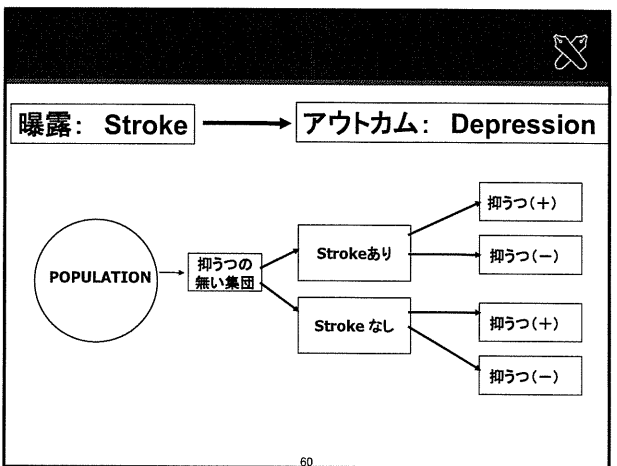 曝露： Stroke
アウトカム： Depression
POPULATION
抑うつの
無い集団
Strokeあり
Stroke なし
抑うつ(+)
抑うつ(－)
抑うつ(+)
抑うつ(－)
60